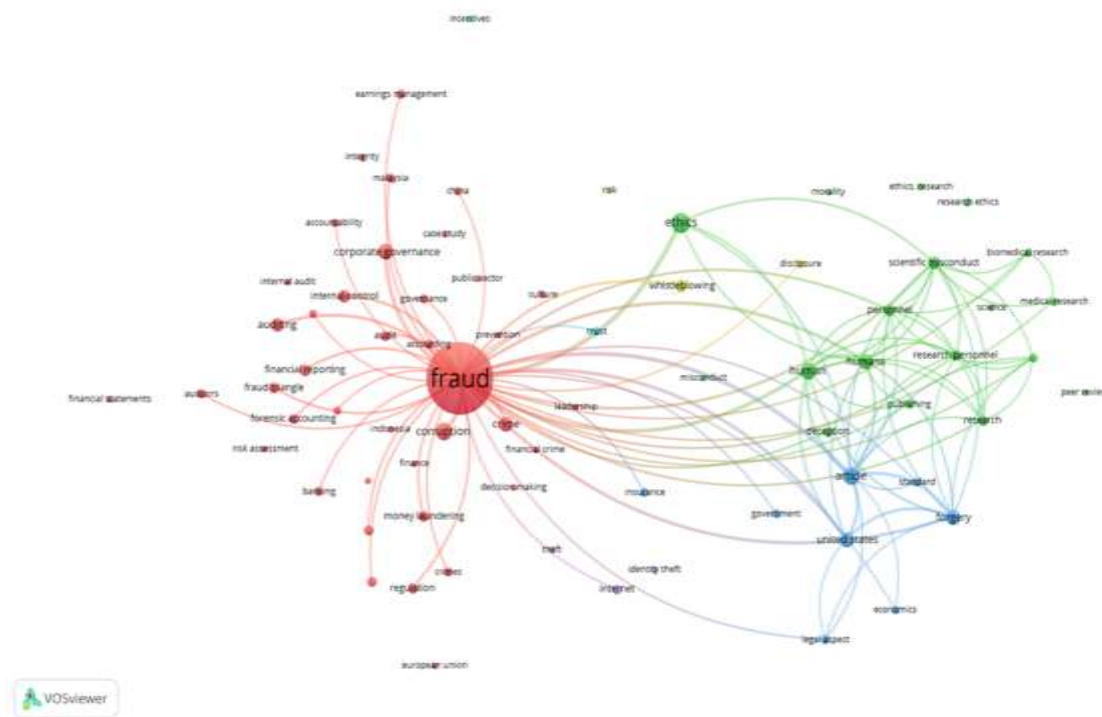 incentives
earnings management
integrity
malaysia
china
risk
morality
ethics research
research ethics
accountability
case study
ethics
corporate governance
disclosure
scientific misconduct
biomedical research
internal audit
public sector
whistleblowing
internal control
governance
culture
medical research
personnel
science
auditing
audit
accounting
prevention
trust
humans
research personnel
financial reporting
fraud
human
misconduct
fraud triangle
auditors
financial statements
peer review
leadership
publishing
forensic accounting
indonesia
corruption
crime
deception
research
risk assessment
financial crime
finance
article
standard
banking
decision making
insurance
money laundering
government
forgery
united states
theft
identity theft
crimes
regulation
internet
economics
legal aspect
european union
VOSviewer